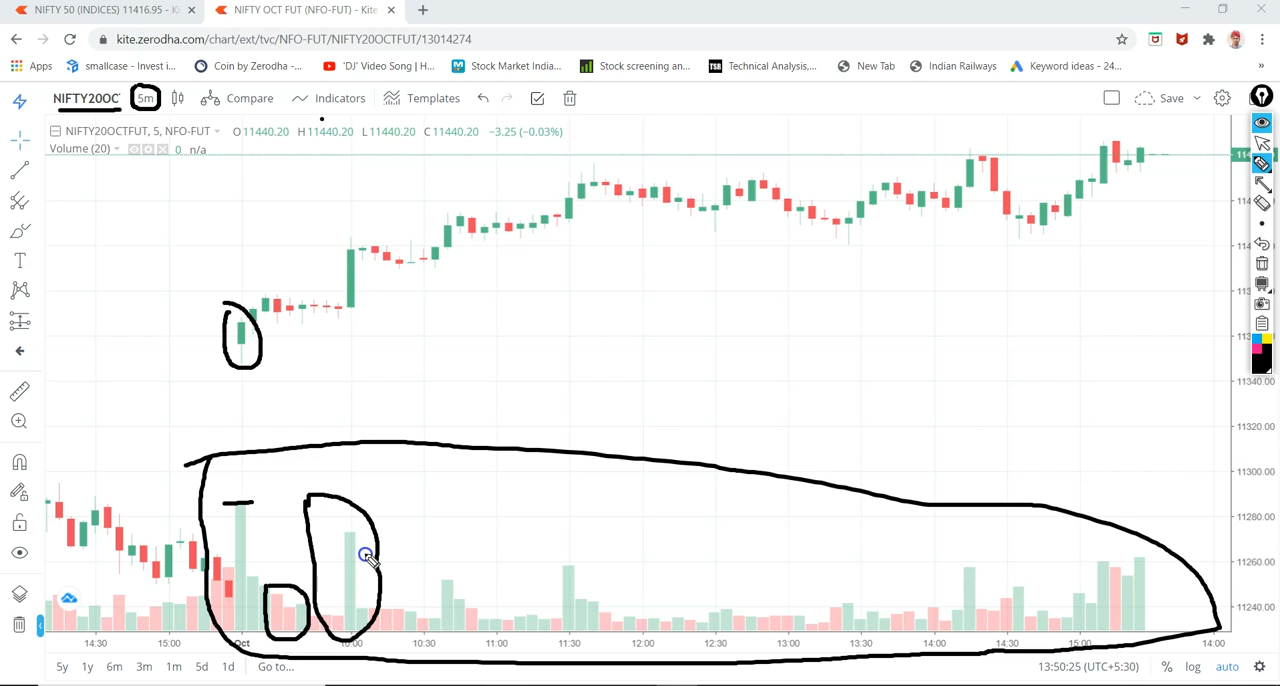 NIFTY 50 (INDICES) 11416.95 - K
NIFTY OCT FUT (NFO-FUT) - Kite
kite.zerodha.com/chart/ext/tvc/NFO-FUT/NIFTY20OCTFUT/13014274
Apps smallcase - Invest i... Coin by Zerodha -... 'DJ' Video Song | H... Stock Market India... Stock screening an... TSR Technical Analysis,... New Tab Indian Railways Keyword ideas - 24... »
NIFTY20OC 5m Compare Indicators Templates Save
NIFTY20OCTFUT, 5, NFO-FUT O11440.20 H11440.20 L11440.20 C11440.20 −3.25 (−0.03%)
Volume (20) 0 n/a
11340.00
11320.00
11300.00
11280.00
11260.00
11240.00
14:30 15:00 Oct 10:00 10:30 11:00 11:30 12:00 12:30 13:00 13:30 14:00 14:30 15:00 14:00
5y 1y 6m 3m 1m 5d 1d Go to... 13:50:25 (UTC+5:30) % log auto